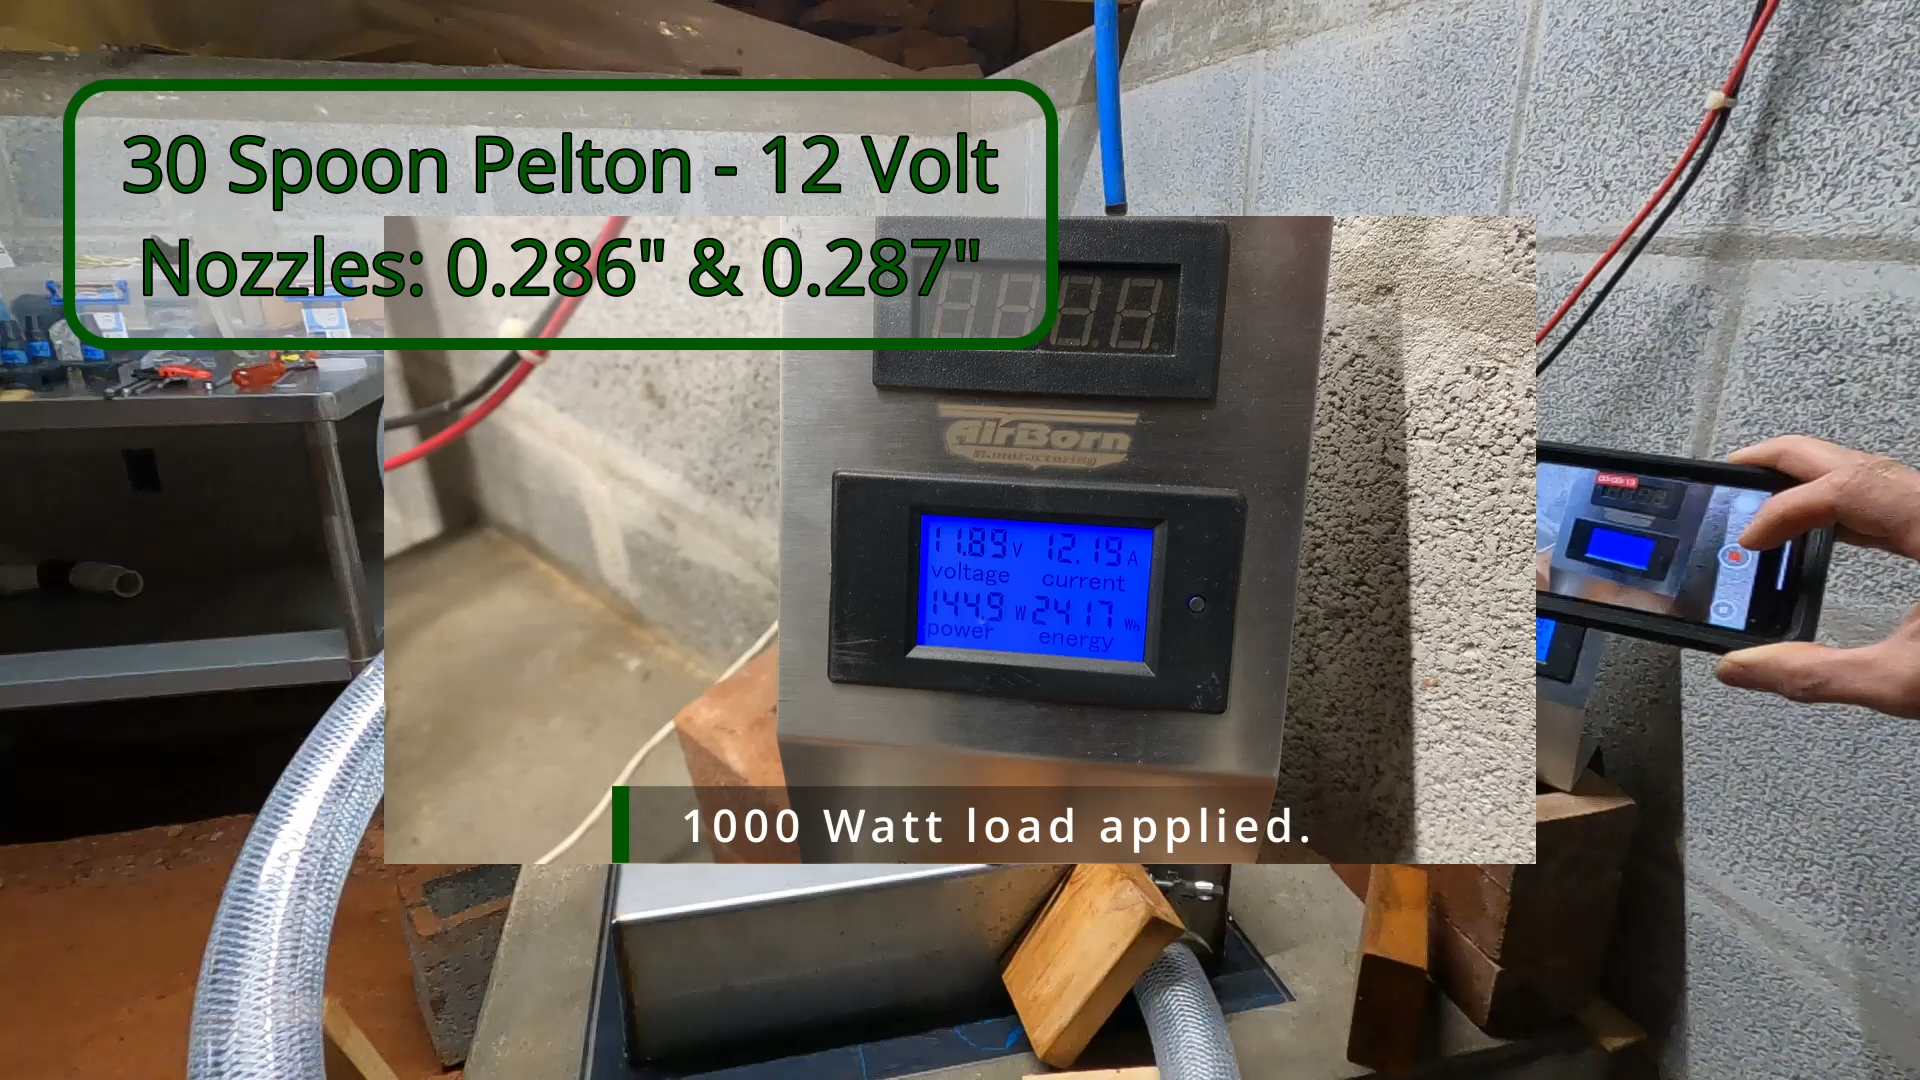 30 Spoon Pelton - 12 Volt
Nozzles: 0.286" & 0.287"
AirBorn
Manufacturing
11.89 V 12.19 A
voltage current
144.9 W 2417 Wh
power energy
1000 Watt load applied.